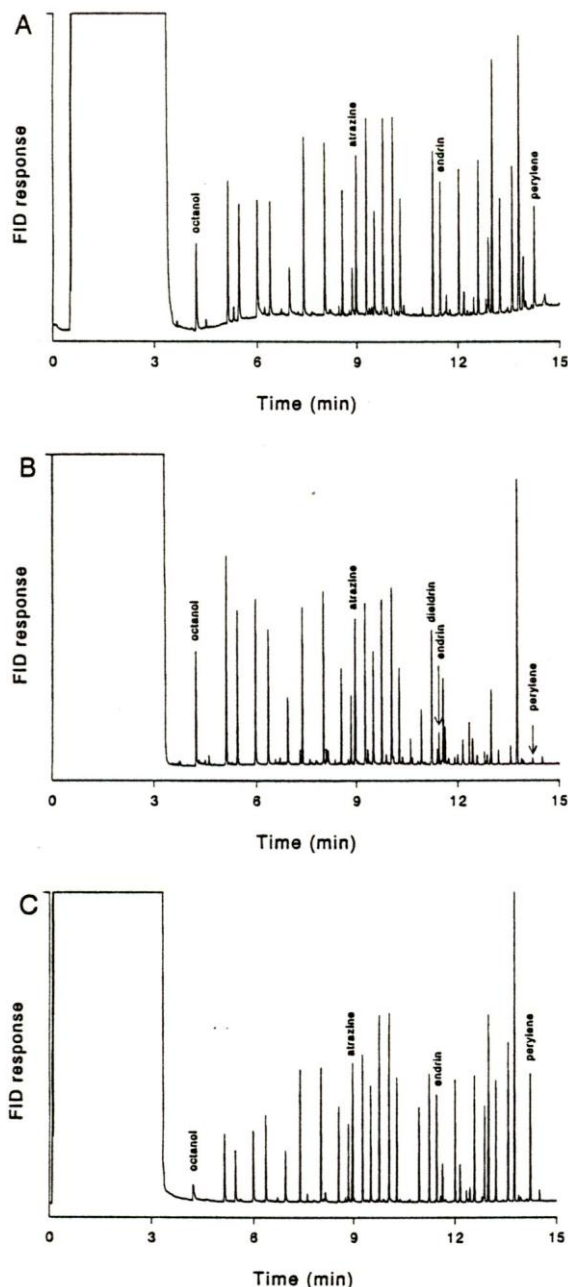 A
FID response
octanol
atrazine
endrin
perylene
0 3 6 9 12 15
Time (min)
B
FID response
octanol
atrazine
dieldrin
endrin
perylene
0 3 6 9 12 15
Time (min)
C
FID response
octanol
atrazine
endrin
perylene
0 3 6 9 12 15
Time (min)